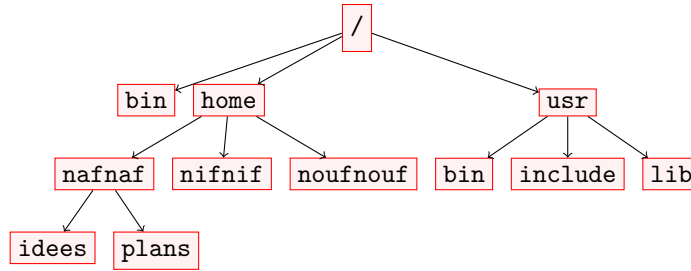 /
bin home usr
nafnaf nifnif noufnouf bin include lib
idees plans